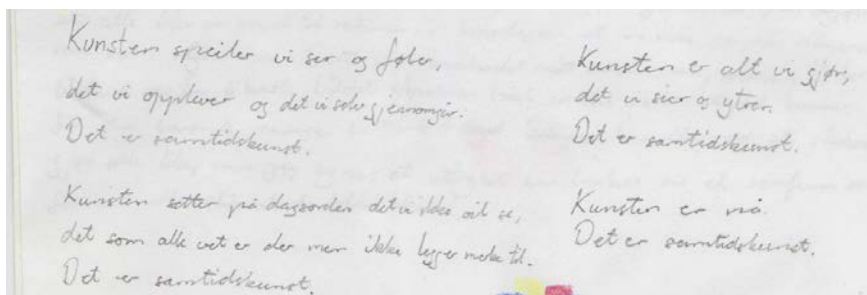 Kunsten speiler vi ser og føler,
det vi opplever og det vi selv gjennomgår.
Det er samtidskunst.
Kunsten setter på dagsorden det vi ikke vil se,
det som alle vet er der men ikke legger merke til.
Det er samtidskunst.
Kunsten er alt vi gjør,
det vi sier og ytrer.
Det er samtidskunst.
Kunsten er nå.
Det er samtidskunst.